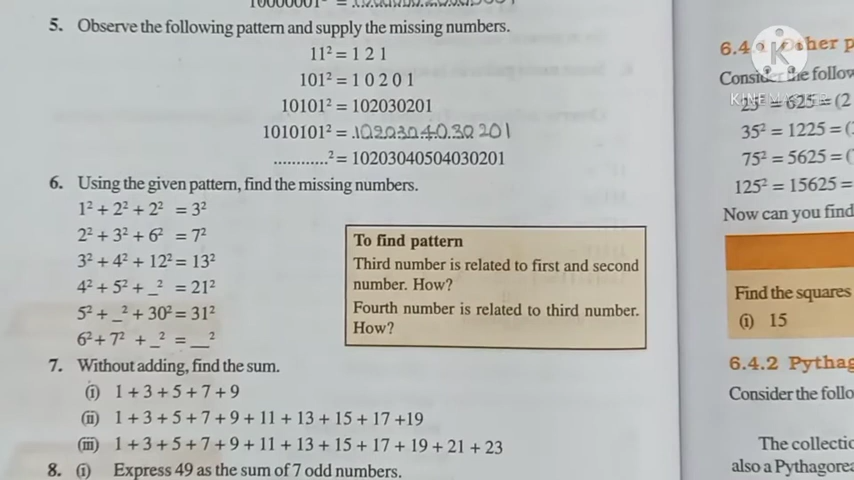 5. Observe the following pattern and supply the missing numbers.
11² = 1 2 1
101² = 1 0 2 0 1
10101² = 102030201
1010101² = 1020304030201
............² = 10203040504030201
6. Using the given pattern, find the missing numbers.
1² + 2² + 2² = 3²
2² + 3² + 6² = 7²
3² + 4² + 12² = 13²
4² + 5² + _² = 21²
5² + _² + 30² = 31²
6² + 7² + _² = __²
To find pattern
Third number is related to first and second
number. How?
Fourth number is related to third number.
How?
7. Without adding, find the sum.
(i) 1 + 3 + 5 + 7 + 9
(ii) 1 + 3 + 5 + 7 + 9 + 11 + 13 + 15 + 17 +19
(iii) 1 + 3 + 5 + 7 + 9 + 11 + 13 + 15 + 17 + 19 + 21 + 23
8. (i) Express 49 as the sum of 7 odd numbers.
Other p
Consider the follow
25² = 625 = (2
35² = 1225 = (
75² = 5625 = (
125² = 15625 =
Now can you find
Find the squares
(i) 15
6.4.2 Pythag
Consider the follo
The collectio
also a Pythagorea
K
KINEMASTER